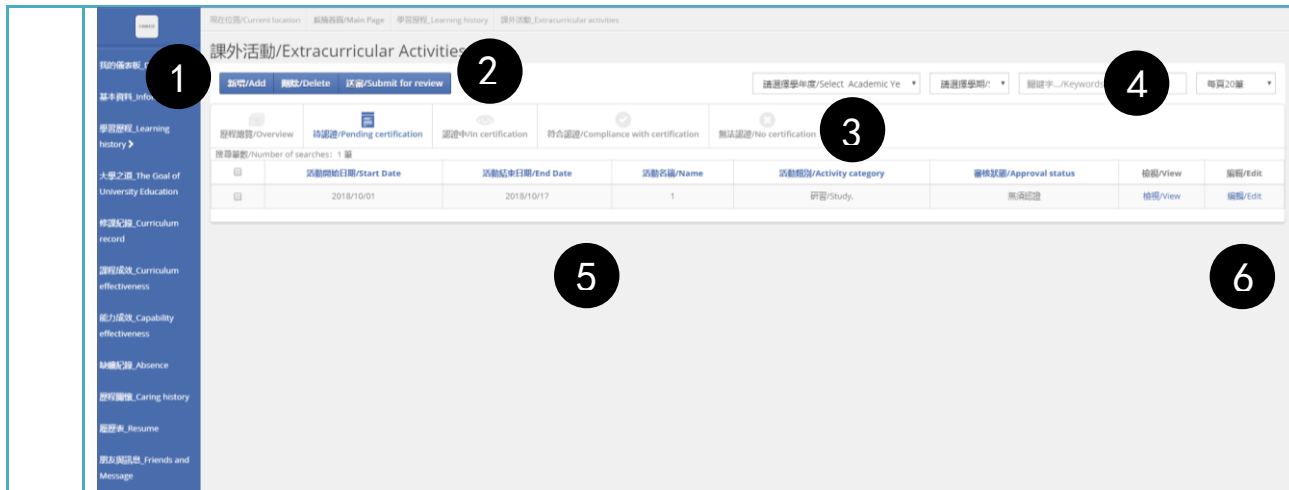 現在位置/Current location 系統首頁/Main Page 學習歷程_Learning history 課外活動_Extracurricular activities
課外活動/Extracurricular Activities
1
2
新增/Add 刪除/Delete 送審/Submit for review
請選擇學年度/Select Academic Ye
請選擇學期/
關鍵字.../Keywords
4
每頁20筆
歷程總覽/Overview 待認證/Pending certification 認證中/In certification 符合認證/Compliance with certification 無法認證/No certification
3
搜尋筆數/Number of searches: 1 筆
活動開始日期/Start Date 活動結束日期/End Date 活動名稱/Name 活動類別/Activity category 審核狀態/Approval status 檢視/View 編輯/Edit
2018/10/01 2018/10/17 1 研習/Study. 無須認證 檢視/View 編輯/Edit
5
6
我的儀表板_
基本資料_Info
學習歷程_Learning
history
大學之道_The Goal of
University Education
修課紀錄_Curriculum
record
課程成效_Curriculum
effectiveness
能力成效_Capability
effectiveness
缺曠紀錄_Absence
歷程關懷_Caring history
履歷表_Resume
朋友與訊息_Friends and
Message